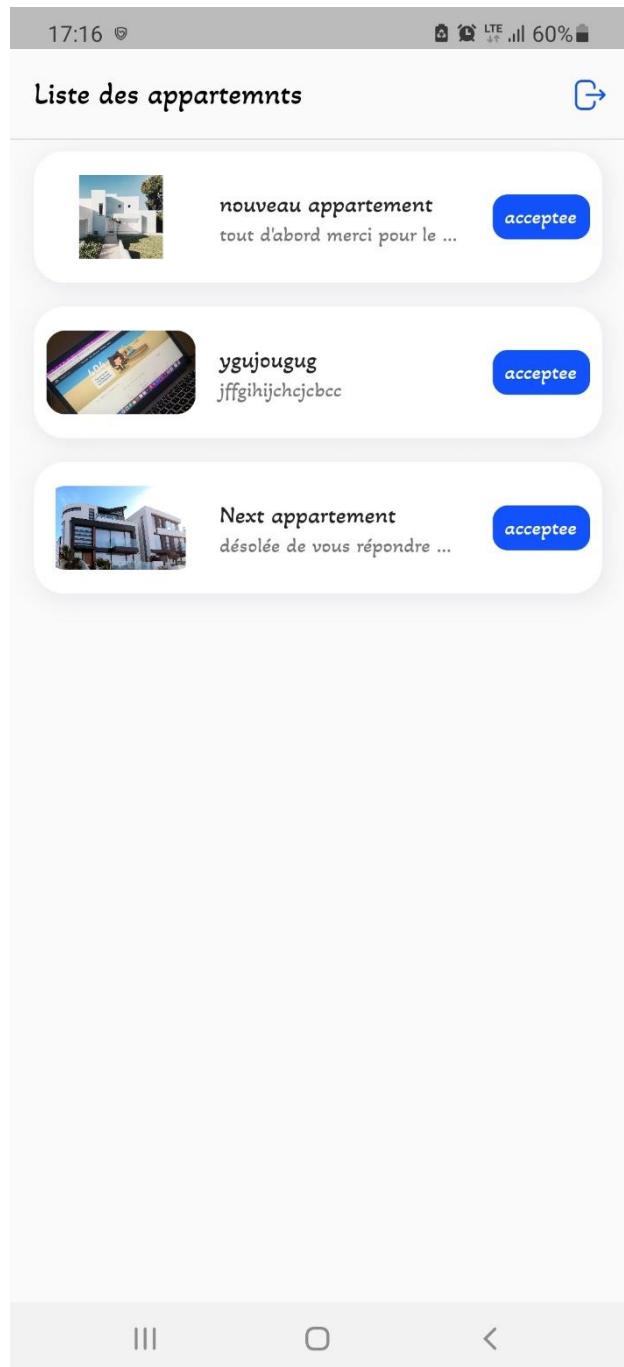 17:16 LTE 60%
Liste des appartemnts
nouveau appartement
tout d'abord merci pour le ...
acceptee
ygujougug
jffgihijchcjcbcc
acceptee
Next appartement
désolée de vous répondre ...
acceptee